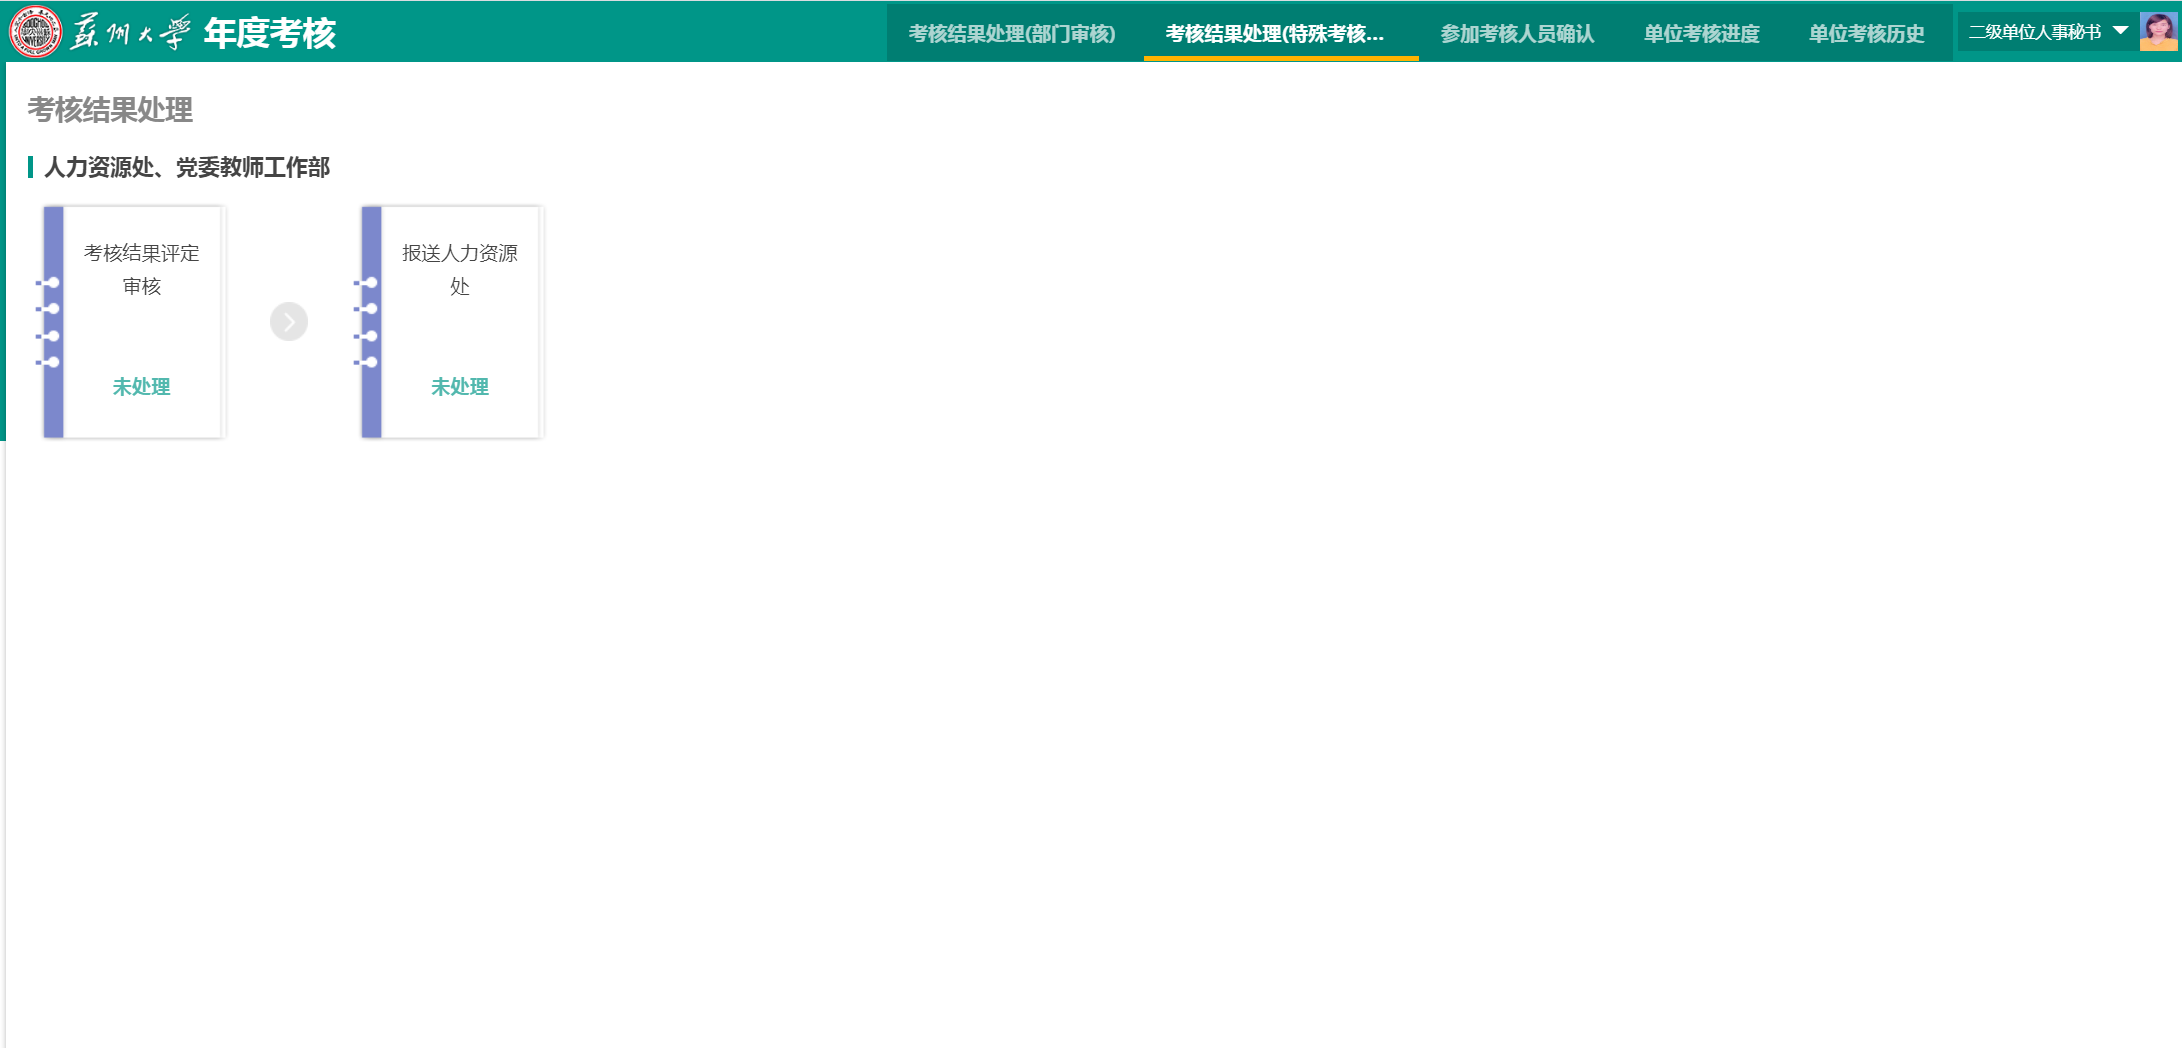 蘇州大学 年度考核
考核结果处理(部门审核)
考核结果处理(特殊考核...
参加考核人员确认
单位考核进度
单位考核历史
二级单位人事秘书
考核结果处理
人力资源处、党委教师工作部
考核结果评定
审核
未处理
报送人力资源
处
未处理